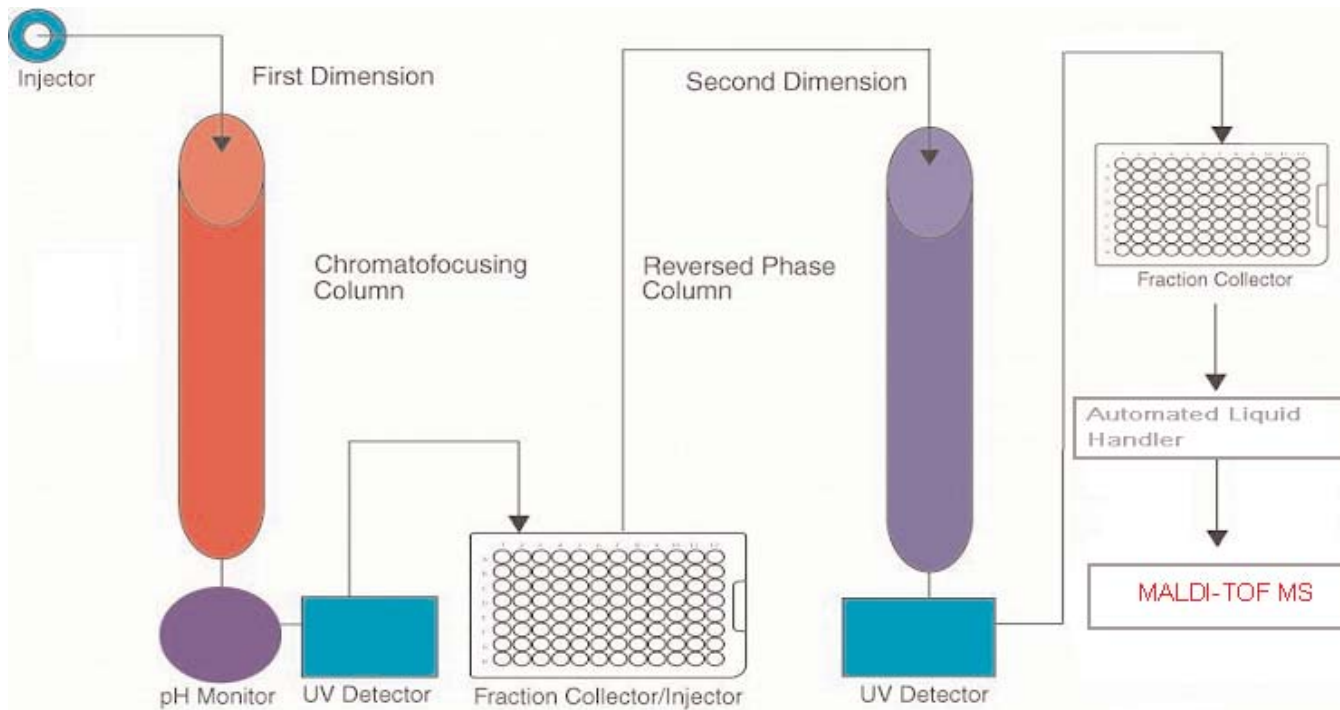 Injector
First Dimension
Second Dimension
Chromatofocusing
Column
Reversed Phase
Column
Fraction Collector
Automated Liquid
Handler
MALDI-TOF MS
pH Monitor
UV Detector
Fraction Collector/Injector
UV Detector